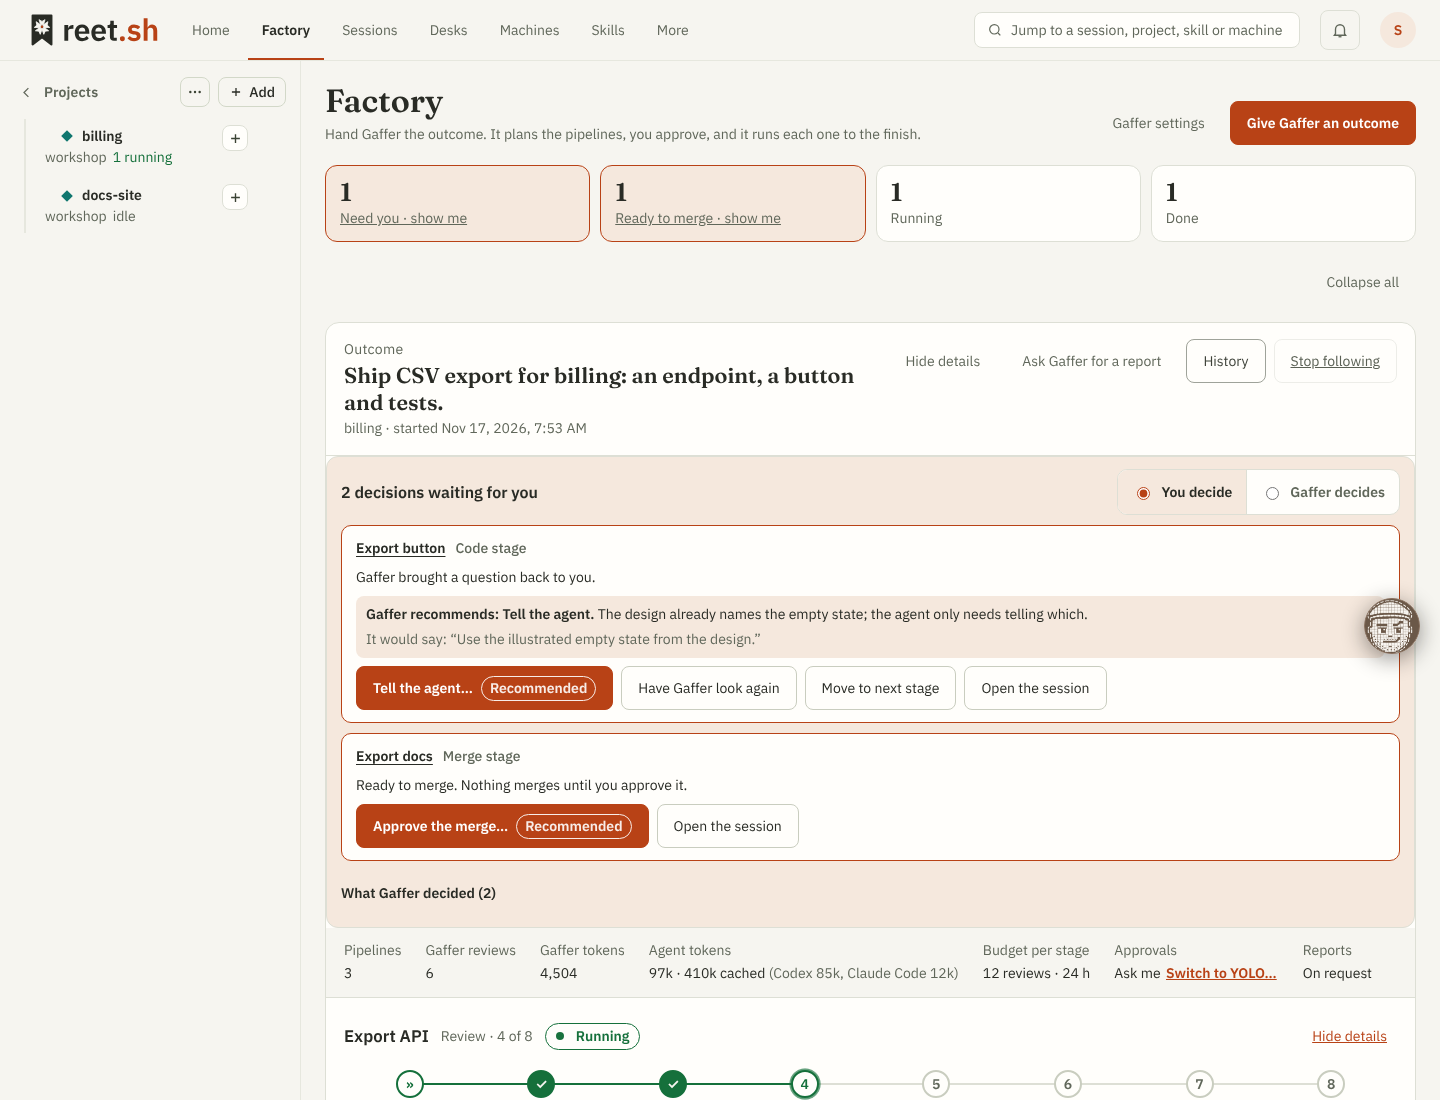 reet.sh
Home
Factory
Sessions
Desks
Machines
Skills
More
Jump to a session, project, skill or machine
S
Projects
...
+ Add
billing
+
workshop 1 running
docs-site
+
workshop idle
Factory
Hand Gaffer the outcome. It plans the pipelines, you approve, and it runs each one to the finish.
Gaffer settings
Give Gaffer an outcome
1
Need you · show me
1
Ready to merge · show me
1
Running
1
Done
Collapse all
Outcome
Ship CSV export for billing: an endpoint, a button
and tests.
billing · started Nov 17, 2026, 7:53 AM
Hide details
Ask Gaffer for a report
History
Stop following
2 decisions waiting for you
You decide
Gaffer decides
Export button Code stage
Gaffer brought a question back to you.
Gaffer recommends: Tell the agent. The design already names the empty state; the agent only needs telling which.
It would say: “Use the illustrated empty state from the design.”
Tell the agent... Recommended
Have Gaffer look again
Move to next stage
Open the session
Export docs Merge stage
Ready to merge. Nothing merges until you approve it.
Approve the merge... Recommended
Open the session
What Gaffer decided (2)
Pipelines
3
Gaffer reviews
6
Gaffer tokens
4,504
Agent tokens
97k · 410k cached (Codex 85k, Claude Code 12k)
Budget per stage
12 reviews · 24 h
Approvals
Ask me Switch to YOLO...
Reports
On request
Export API Review · 4 of 8 Running
Hide details
»
4
5
6
7
8